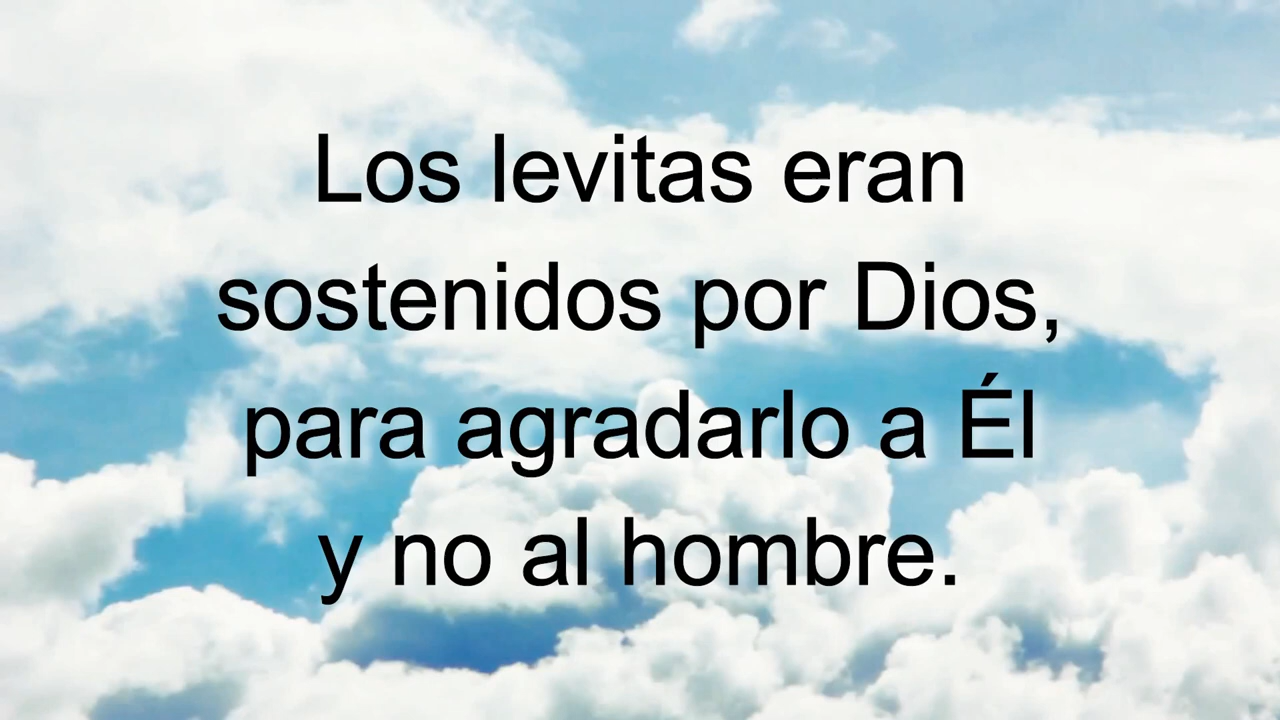 Los levitas eran
sostenidos por Dios,
para agradarlo a Él
y no al hombre.